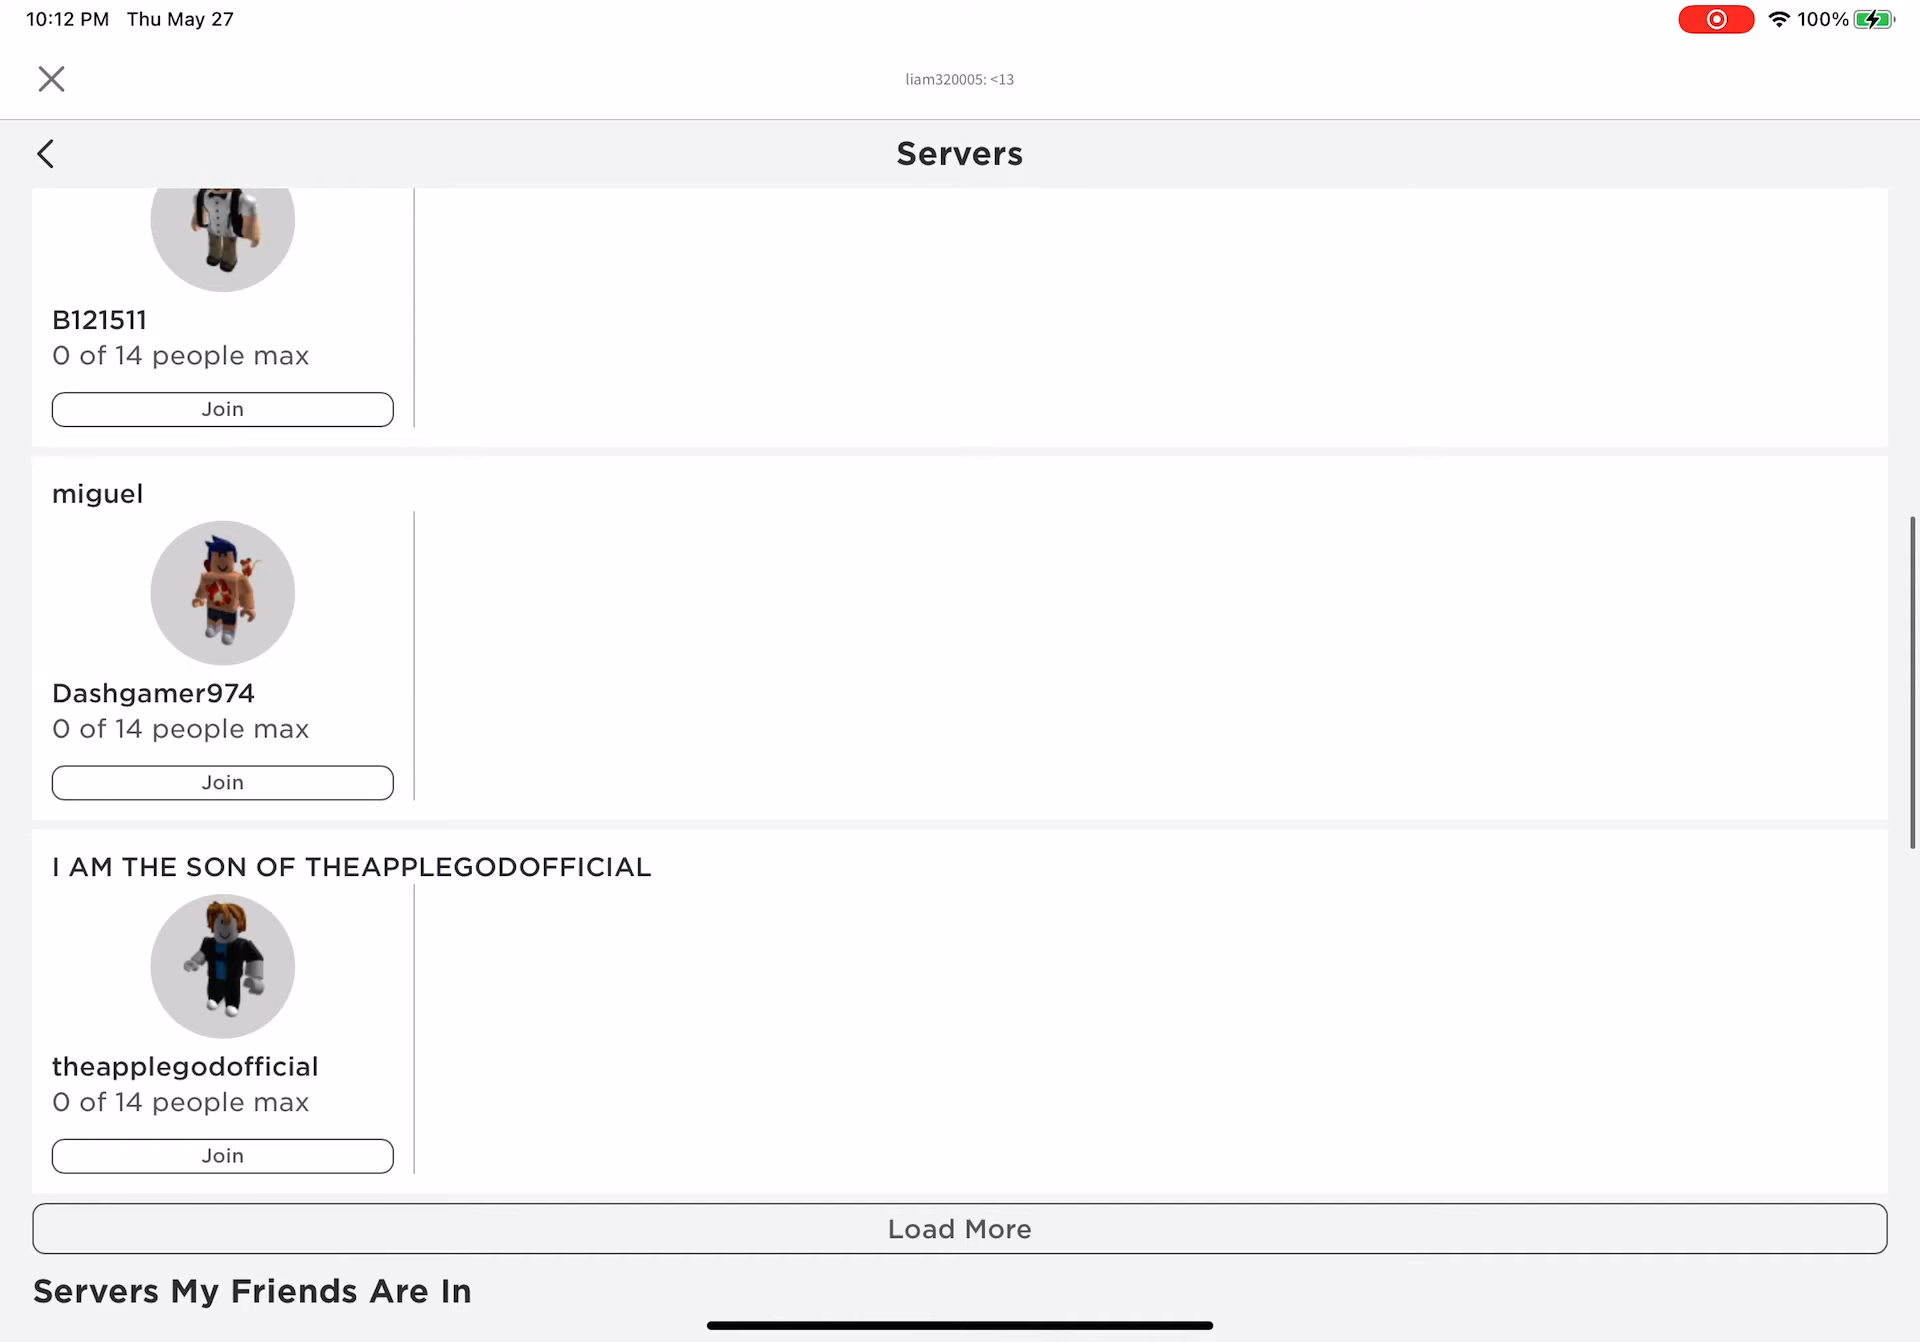 10:12 PM Thu May 27
100%
liam320005: <13
Servers
B121511
0 of 14 people max
Join
miguel
Dashgamer974
0 of 14 people max
Join
I AM THE SON OF THEAPPLEGODOFFICIAL
theapplegodofficial
0 of 14 people max
Join
Load More
Servers My Friends Are In